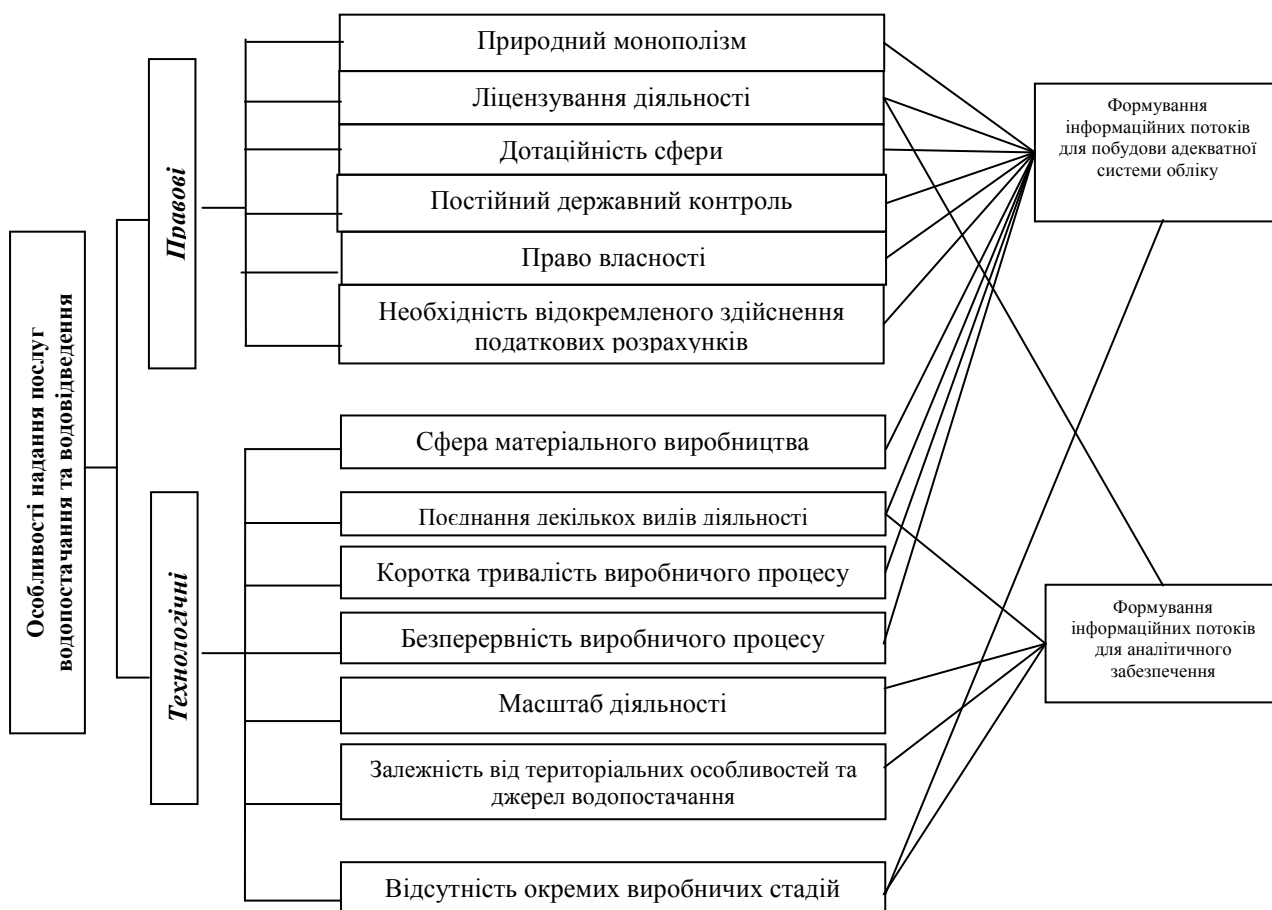 Особливості надання послуг
водопостачання та водовідведення
Правові
Природний монополізм
Ліцензування діяльності
Дотаційність сфери
Постійний державний контроль
Право власності
Необхідність відокремленого здійснення
податкових розрахунків
Технологічні
Сфера матеріального виробництва
Поєднання декількох видів діяльності
Коротка тривалість виробничого процесу
Безперервність виробничого процесу
Масштаб діяльності
Залежність від територіальних особливостей та
джерел водопостачання
Відсутність окремих виробничих стадій
Формування
інформаційних потоків
для побудови адекватної
системи обліку
Формування
інформаційних потоків
для аналітичного
забезпечення